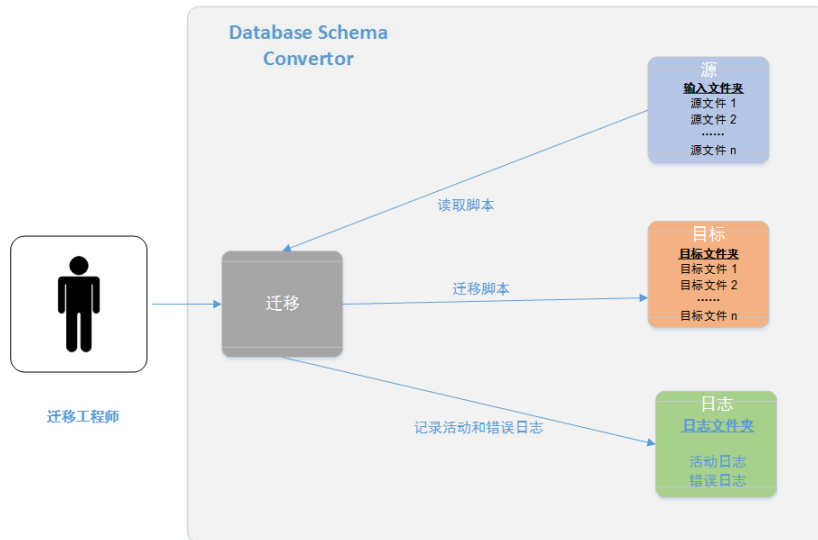 Database Schema
Convertor
源
输入文件夹
源文件 1
源文件 2
......
源文件 n
读取脚本
目标
目标文件夹
目标文件 1
目标文件 2
......
目标文件 n
迁移
迁移脚本
迁移工程师
日志
日志文件夹
记录活动和错误日志
活动日志
错误日志